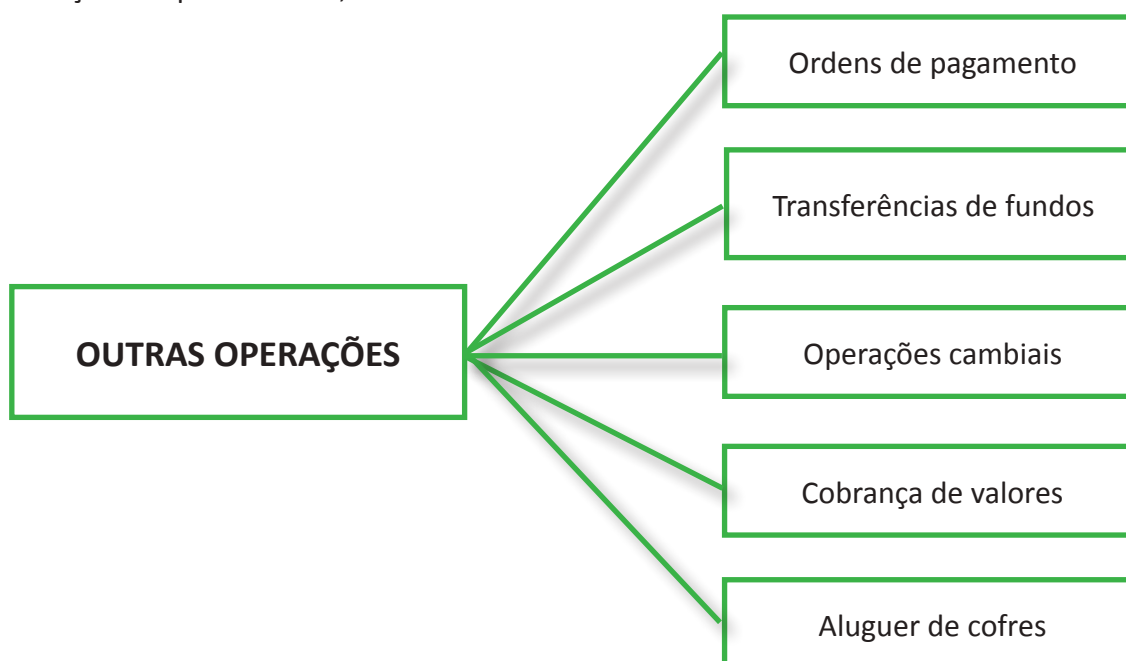 Ordens de pagamento
Transferências de fundos
OUTRAS OPERAÇÕES
Operações cambiais
Cobrança de valores
Aluguer de cofres